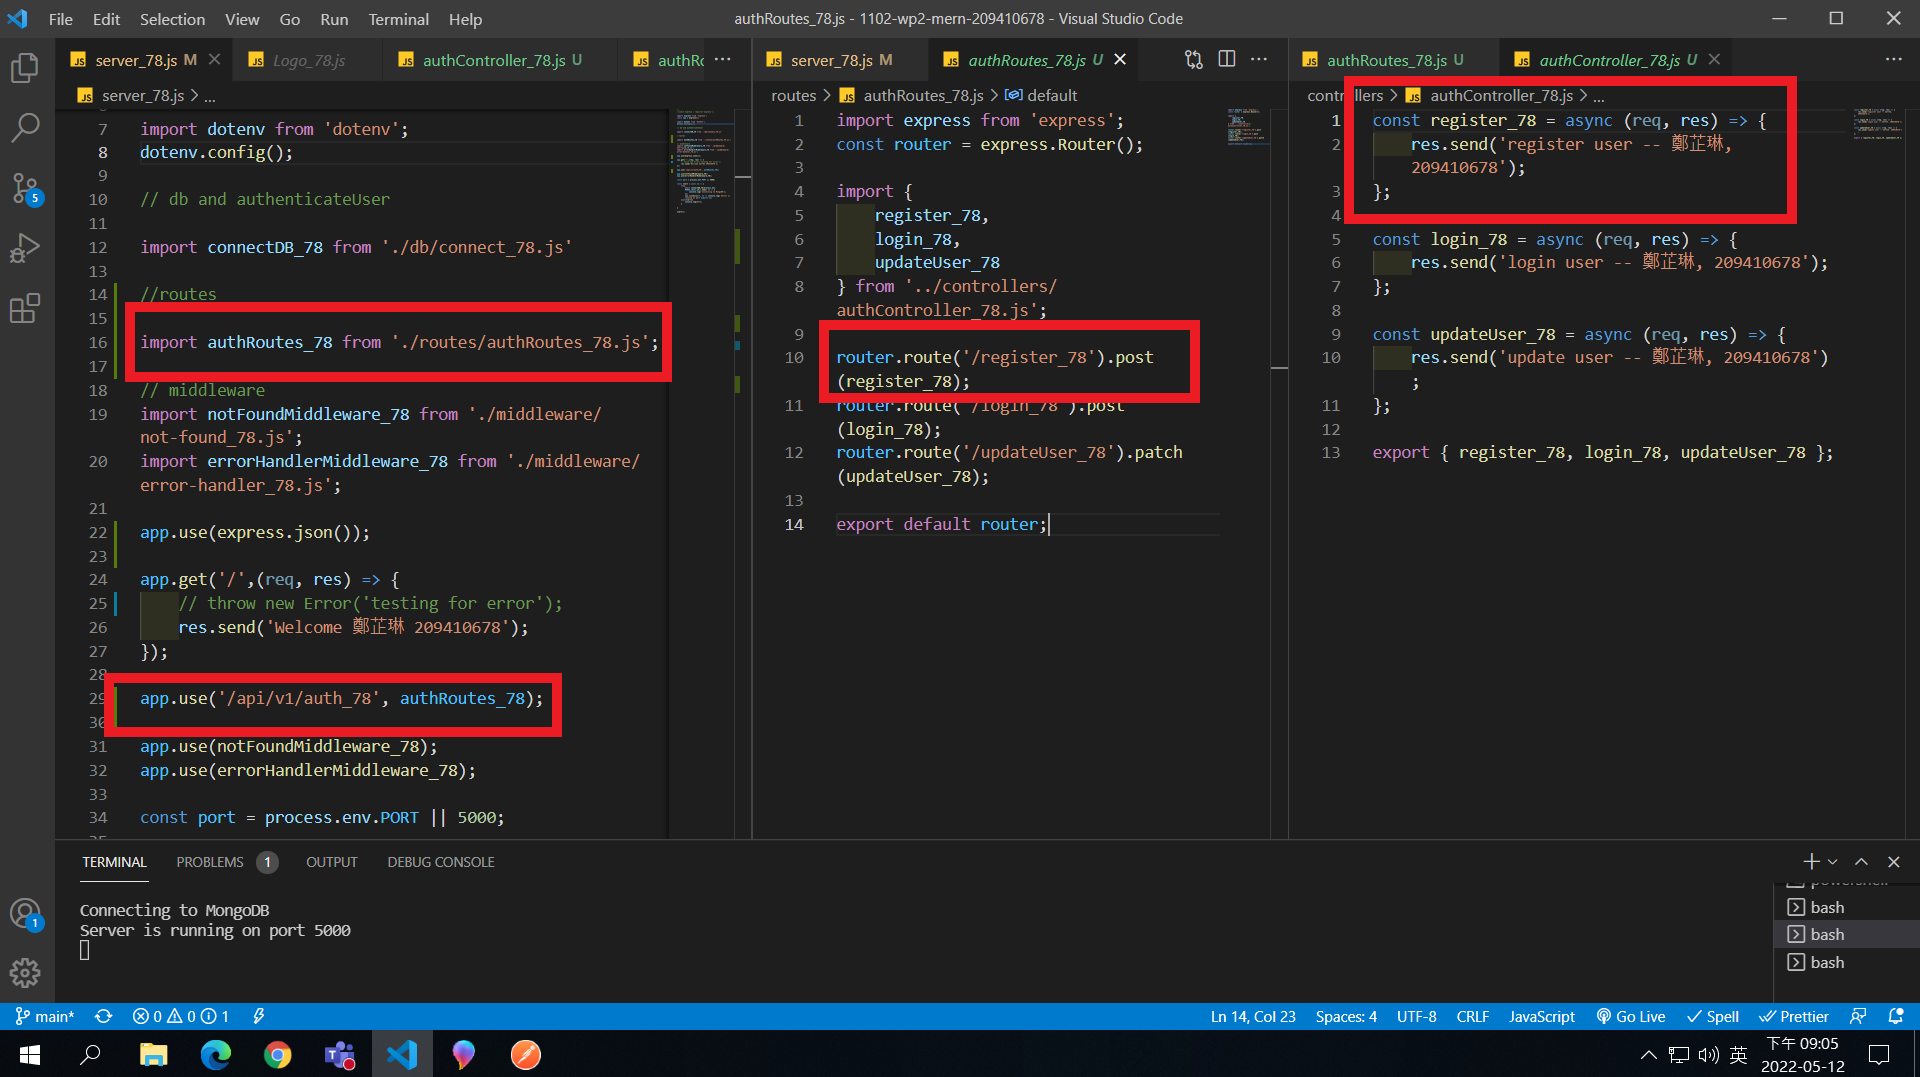 File Edit Selection View Go Run Terminal Help
authRoutes_78.js - 1102-wp2-mern-209410678 - Visual Studio Code
server_78.js M
Logo_78.js
authController_78.js U
authRo
server_78.js > ...
7 import dotenv from 'dotenv';
8 dotenv.config();
9
10 // db and authenticateUser
11
12 import connectDB_78 from './db/connect_78.js'
13
14 //routes
15
16 import authRoutes_78 from './routes/authRoutes_78.js';
17
18 // middleware
19 import notFoundMiddleware_78 from './middleware/
not-found_78.js';
20 import errorHandlerMiddleware_78 from './middleware/
error-handler_78.js';
21
22 app.use(express.json());
23
24 app.get('/',(req, res) => {
25 // throw new Error('testing for error');
26 res.send('Welcome 鄭芷琳 209410678');
27 });
28
29 app.use('/api/v1/auth_78', authRoutes_78);
30
31 app.use(notFoundMiddleware_78);
32 app.use(errorHandlerMiddleware_78);
33
34 const port = process.env.PORT || 5000;
35
server_78.js M
authRoutes_78.js U
routes > authRoutes_78.js > default
1 import express from 'express';
2 const router = express.Router();
3
4 import {
5 register_78,
6 login_78,
7 updateUser_78
8 } from '../controllers/
authController_78.js';
9
10 router.route('/register_78').post
(register_78);
11 router.route('/login_78').post
(login_78);
12 router.route('/updateUser_78').patch
(updateUser_78);
13
14 export default router;
authRoutes_78.js U
authController_78.js U
controllers > authController_78.js > ...
1 const register_78 = async (req, res) => {
2 res.send('register user -- 鄭芷琳,
209410678');
3 };
4
5 const login_78 = async (req, res) => {
6 res.send('login user -- 鄭芷琳, 209410678');
7 };
8
9 const updateUser_78 = async (req, res) => {
10 res.send('update user -- 鄭芷琳, 209410678')
;
11 };
12
13 export { register_78, login_78, updateUser_78 };
5
1
TERMINAL PROBLEMS 1 OUTPUT DEBUG CONSOLE
Connecting to MongoDB
Server is running on port 5000
powershell
bash
bash
bash
main* 0 0 1
Ln 14, Col 23 Spaces: 4 UTF-8 CRLF JavaScript Go Live Spell Prettier
英
下午 09:05
2022-05-12